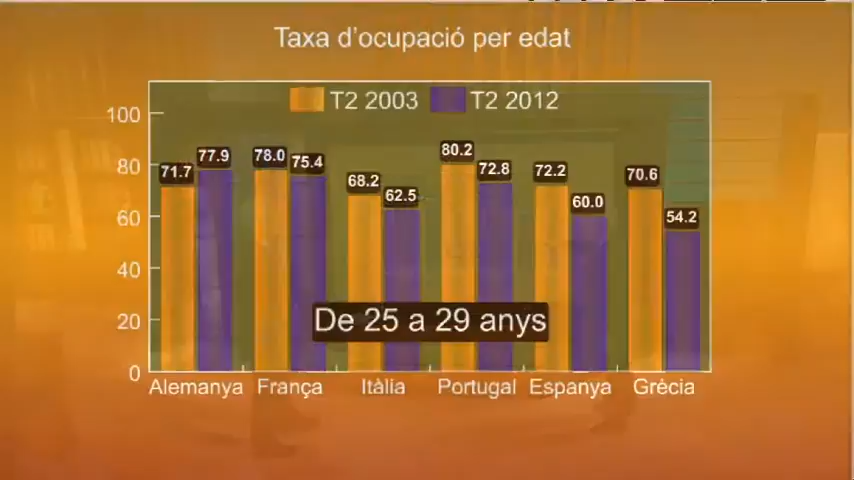 Taxa d'ocupació per edat
T2 2003 T2 2012
100
80
60
40
20
0
71.7 77.9 78.0 75.4 68.2 62.5 80.2 72.8 72.2 60.0 70.6 54.2
De 25 a 29 anys
Alemanya França Itàlia Portugal Espanya Grècia